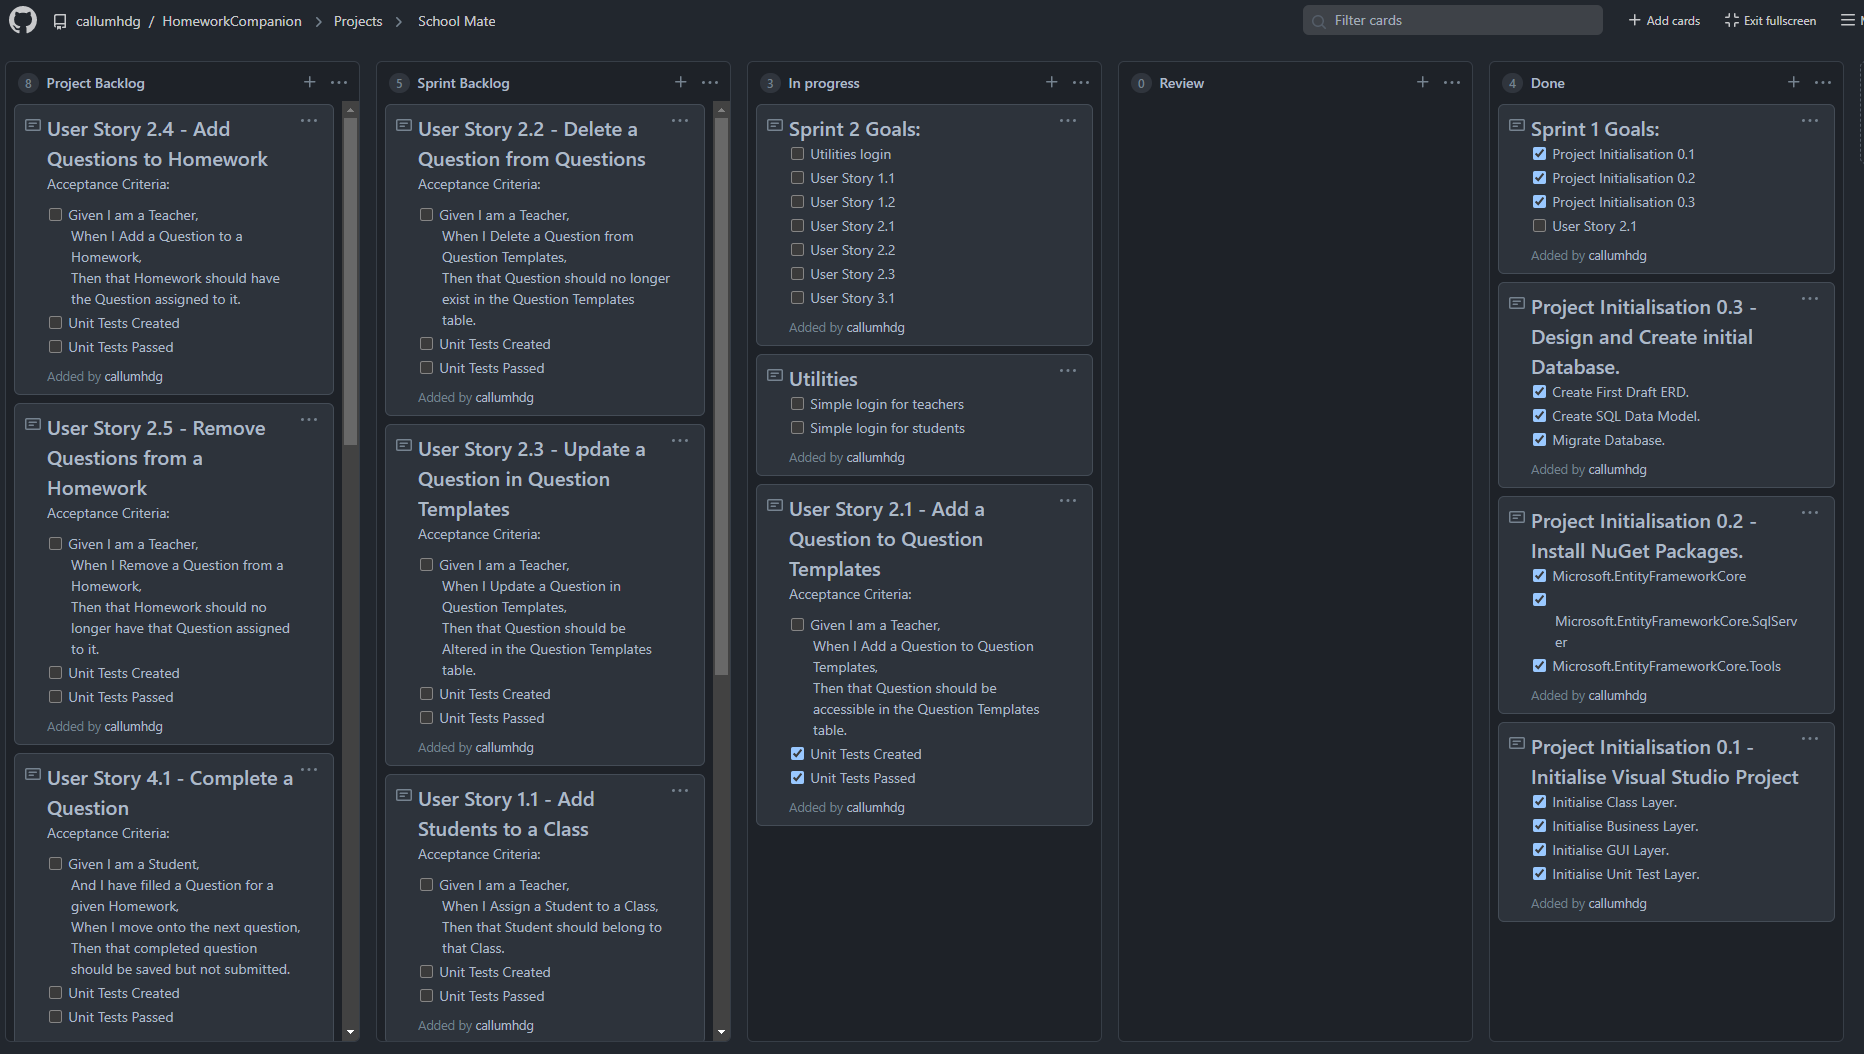 callumhdg / HomeworkCompanion > Projects > School Mate
Filter cards
+ Add cards
Exit fullscreen
8 Project Backlog
User Story 2.4 - Add
Questions to Homework
Acceptance Criteria:
Given I am a Teacher,
When I Add a Question to a
Homework,
Then that Homework should have
the Question assigned to it.
Unit Tests Created
Unit Tests Passed
Added by callumhdg
User Story 2.5 - Remove
Questions from a
Homework
Acceptance Criteria:
Given I am a Teacher,
When I Remove a Question from a
Homework,
Then that Homework should no
longer have that Question assigned
to it.
Unit Tests Created
Unit Tests Passed
Added by callumhdg
User Story 4.1 - Complete a
Question
Acceptance Criteria:
Given I am a Student,
And I have filled a Question for a
given Homework,
When I move onto the next question,
Then that completed question
should be saved but not submitted.
Unit Tests Created
Unit Tests Passed
5 Sprint Backlog
User Story 2.2 - Delete a
Question from Questions
Acceptance Criteria:
Given I am a Teacher,
When I Delete a Question from
Question Templates,
Then that Question should no longer
exist in the Question Templates
table.
Unit Tests Created
Unit Tests Passed
Added by callumhdg
User Story 2.3 - Update a
Question in Question
Templates
Acceptance Criteria:
Given I am a Teacher,
When I Update a Question in
Question Templates,
Then that Question should be
Altered in the Question Templates
table.
Unit Tests Created
Unit Tests Passed
Added by callumhdg
User Story 1.1 - Add
Students to a Class
Acceptance Criteria:
Given I am a Teacher,
When I Assign a Student to a Class,
Then that Student should belong to
that Class.
Unit Tests Created
Unit Tests Passed
Added by callumhdg
3 In progress
Sprint 2 Goals:
Utilities login
User Story 1.1
User Story 1.2
User Story 2.1
User Story 2.2
User Story 2.3
User Story 3.1
Added by callumhdg
Utilities
Simple login for teachers
Simple login for students
Added by callumhdg
User Story 2.1 - Add a
Question to Question
Templates
Acceptance Criteria:
Given I am a Teacher,
When I Add a Question to Question
Templates,
Then that Question should be
accessible in the Question Templates
table.
Unit Tests Created
Unit Tests Passed
Added by callumhdg
0 Review
4 Done
Sprint 1 Goals:
Project Initialisation 0.1
Project Initialisation 0.2
Project Initialisation 0.3
User Story 2.1
Added by callumhdg
Project Initialisation 0.3 -
Design and Create initial
Database.
Create First Draft ERD.
Create SQL Data Model.
Migrate Database.
Added by callumhdg
Project Initialisation 0.2 -
Install NuGet Packages.
Microsoft.EntityFrameworkCore
Microsoft.EntityFrameworkCore.SqlServ
er
Microsoft.EntityFrameworkCore.Tools
Added by callumhdg
Project Initialisation 0.1 -
Initialise Visual Studio Project
Initialise Class Layer.
Initialise Business Layer.
Initialise GUI Layer.
Initialise Unit Test Layer.
Added by callumhdg